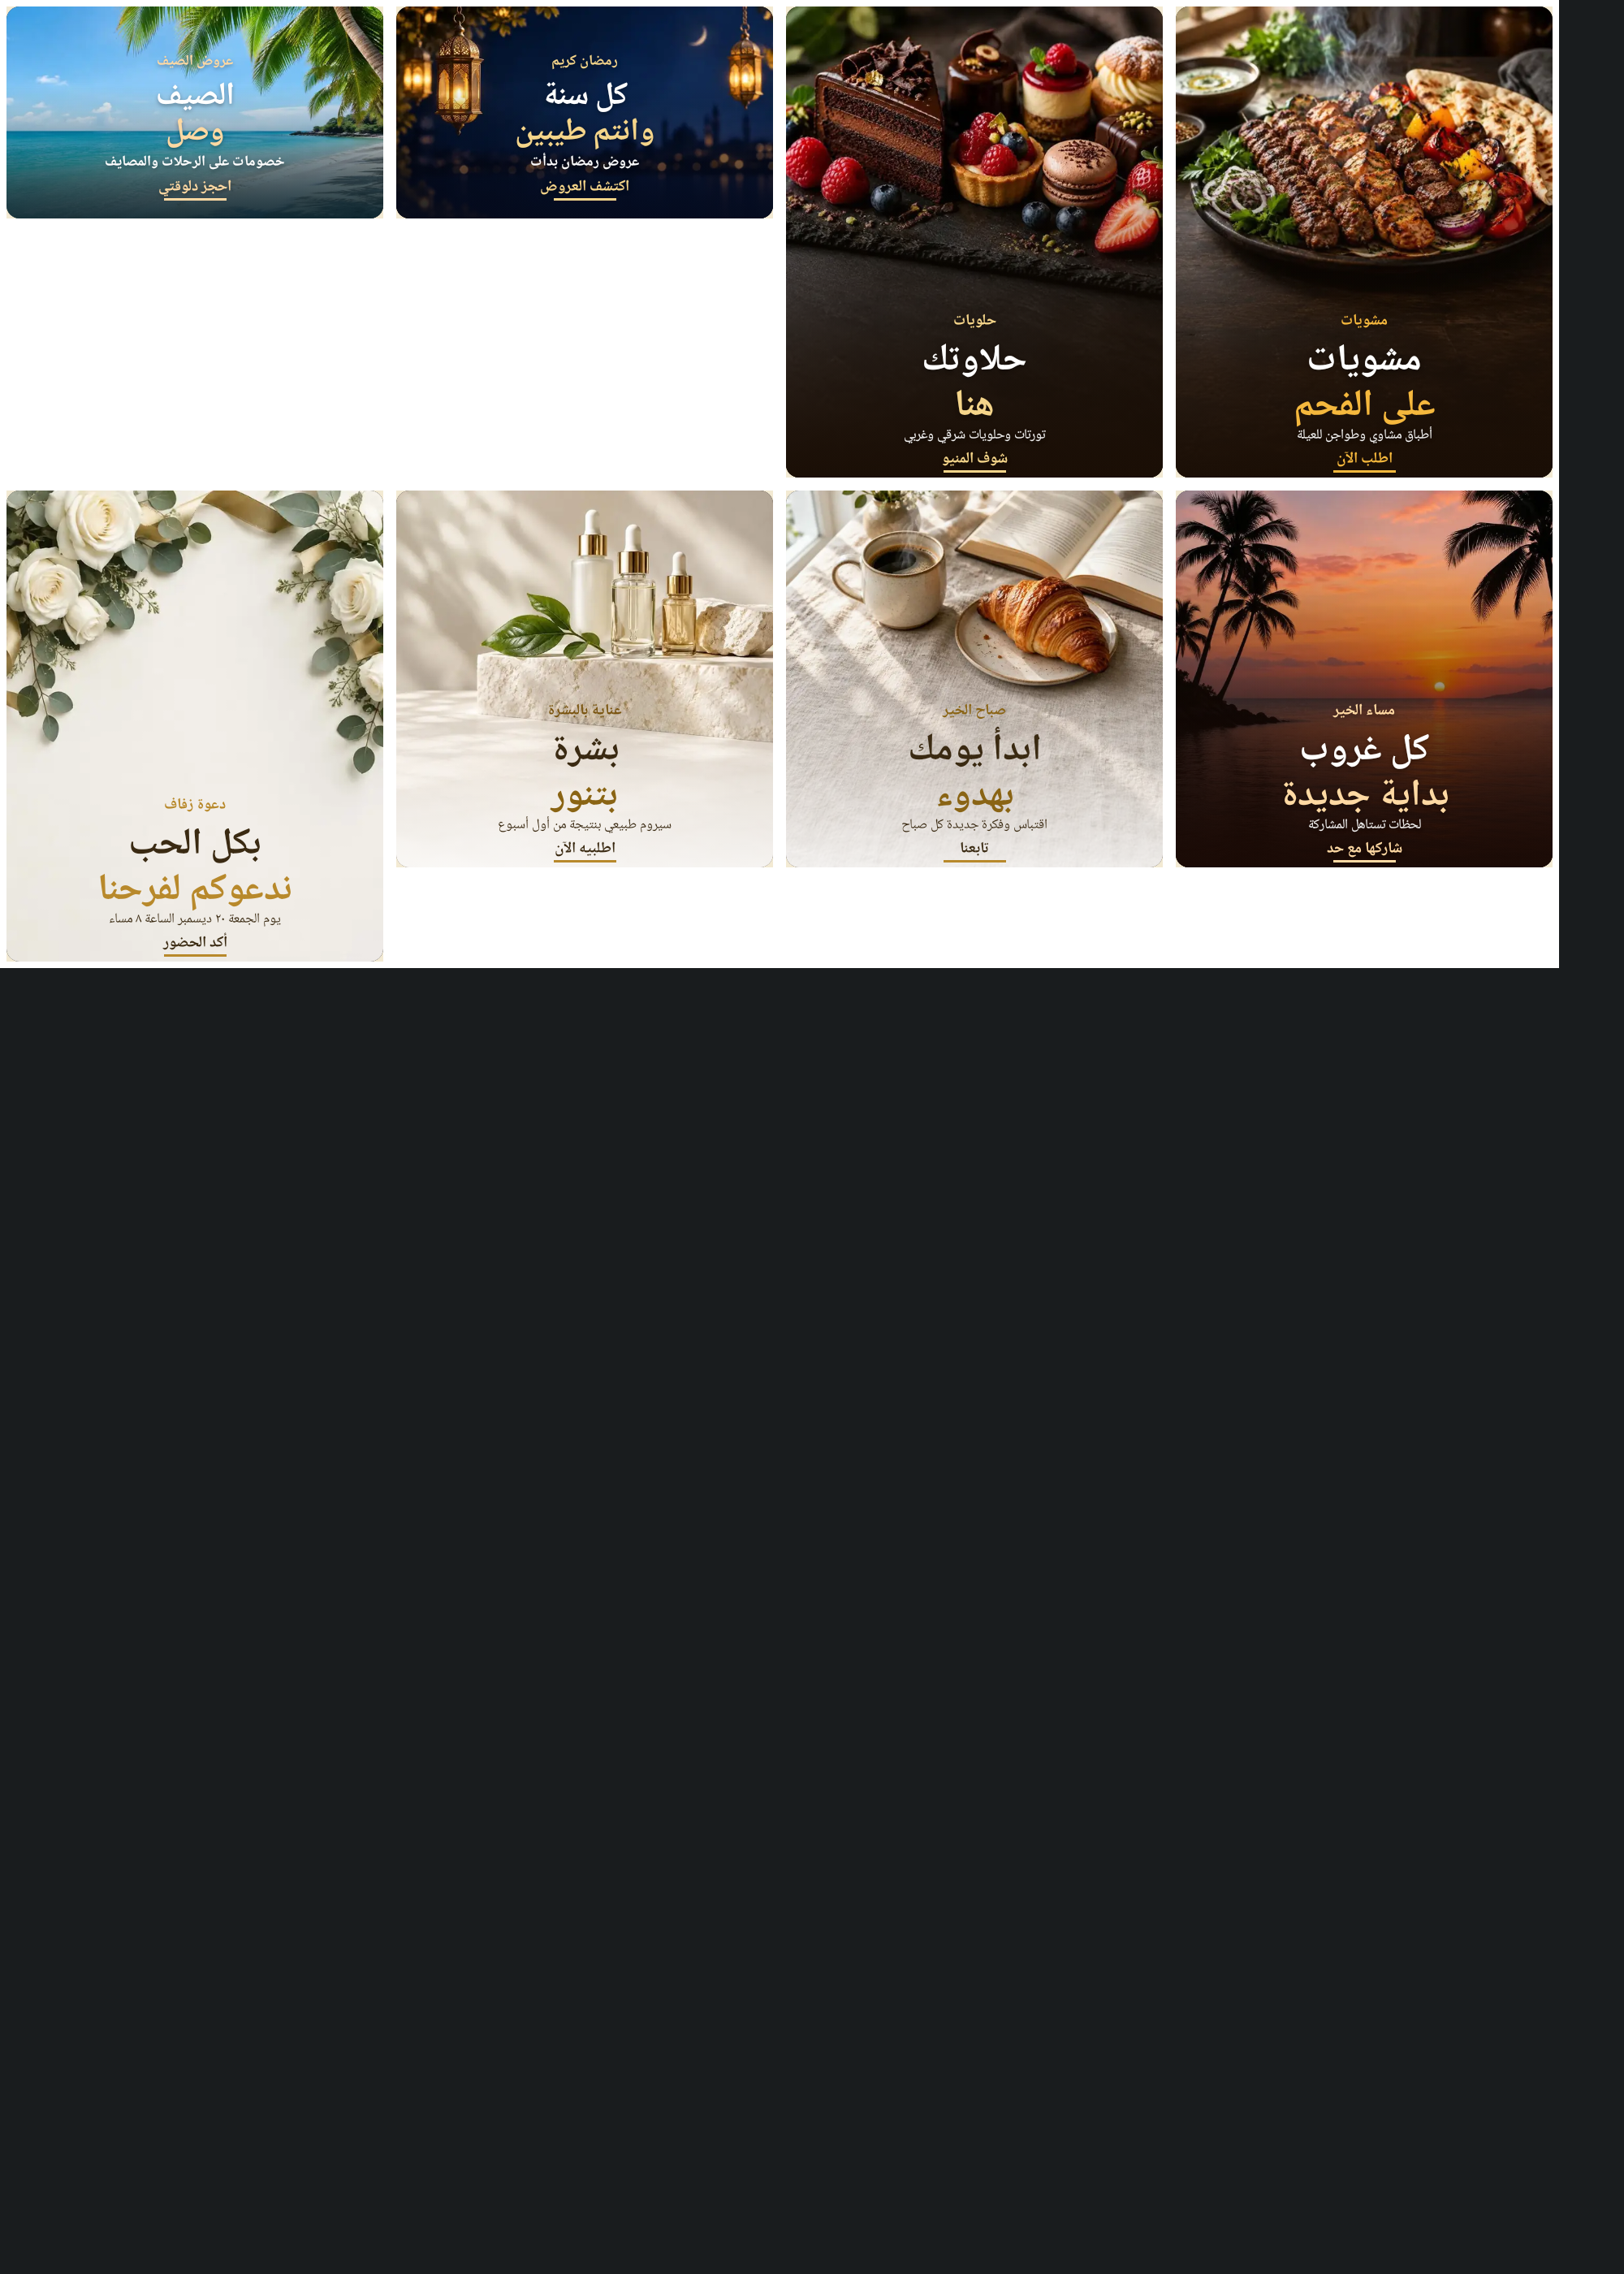 عروض الصيف
الصيف
وصل
خصومات على الرحلات والمصايف
احجز دلوقتي
رمضان كريم
كل سنة
وانتم طيبين
عروض رمضان بدأت
اكتشف العروض
حلويات
حلاوتك
هنا
تورتات وحلويات شرقي وغربي
شوف المنيو
مشويات
مشويات
على الفحم
أطباق مشاوي وطواجن للعيلة
اطلب الآن
دعوة زفاف
بكل الحب
ندعوكم لفرحنا
يوم الجمعة ٢٠ ديسمبر الساعة ٨ مساء
أكد الحضور
عناية بالبشرة
بشرة
بتنور
سيروم طبيعي بنتيجة من أول أسبوع
اطلبيه الآن
صباح الخير
ابدأ يومك
بهدوء
اقتباس وفكرة جديدة كل صباح
تابعنا
مساء الخير
كل غروب
بداية جديدة
لحظات تستاهل المشاركة
شاركها مع حد